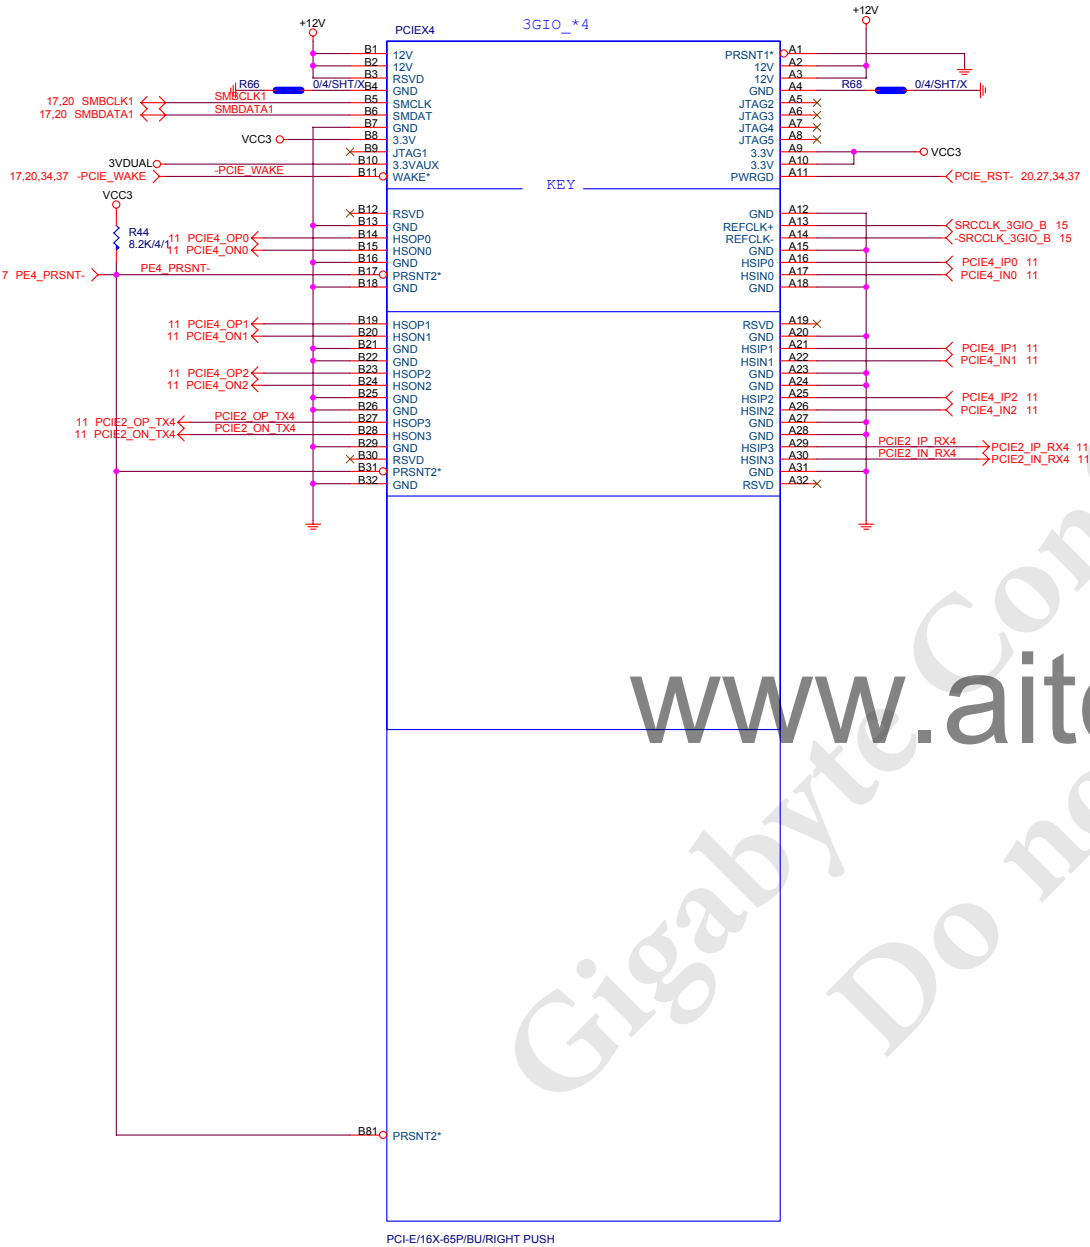 +12V
PCIEX4
3GIO_*4
+12V
B1 12V PRSNT1* A1
B2 12V 12V A2
B3 RSVD 12V A3
R66 0/4/SHT/X B4 GND GND A4 R68 0/4/SHT/X
17,20 SMBCLK1 SMBCLK1 B5 SMCLK JTAG2 A5
17,20 SMBDATA1 SMBDATA1 B6 SMDAT JTAG3 A6
B7 GND JTAG4 A7
VCC3 B8 3.3V JTAG5 A8
B9 JTAG1 3.3V A9 VCC3
3VDUAL B10 3.3VAUX 3.3V A10
17,20,34,37 -PCIE_WAKE -PCIE_WAKE B11 WAKE* PWRGD A11 PCIE_RST- 20,27,34,37
KEY
VCC3
B12 RSVD GND A12
B13 GND REFCLK+ A13 SRCCLK_3GIO_B 15
R44
8.2K/4/1
11 PCIE4_OP0 B14 HSOP0 REFCLK- A14 -SRCCLK_3GIO_B 15
11 PCIE4_ON0 B15 HSON0 GND A15
B16 GND HSIP0 A16 PCIE4_IP0 11
7 PE4_PRSNT- PE4_PRSNT- B17 PRSNT2* HSIN0 A17 PCIE4_IN0 11
B18 GND GND A18
11 PCIE4_OP1 B19 HSOP1 RSVD A19
11 PCIE4_ON1 B20 HSON1 GND A20
B21 GND HSIP1 A21 PCIE4_IP1 11
B22 GND HSIN1 A22 PCIE4_IN1 11
11 PCIE4_OP2 B23 HSOP2 GND A23
11 PCIE4_ON2 B24 HSON2 GND A24
B25 GND HSIP2 A25 PCIE4_IP2 11
B26 GND HSIN2 A26 PCIE4_IN2 11
11 PCIE2_OP_TX4 PCIE2_OP_TX4 B27 HSOP3 GND A27
11 PCIE2_ON_TX4 PCIE2_ON_TX4 B28 HSON3 GND A28
B29 GND HSIP3 A29 PCIE2_IP_RX4 PCIE2_IP_RX4 11
B30 RSVD HSIN3 A30 PCIE2_IN_RX4 PCIE2_IN_RX4 11
B31 PRSNT2* GND A31
B32 GND RSVD A32
www.aite
Gigabyte Con
Do no
B81 PRSNT2*
PCI-E/16X-65P/BU/RIGHT PUSH